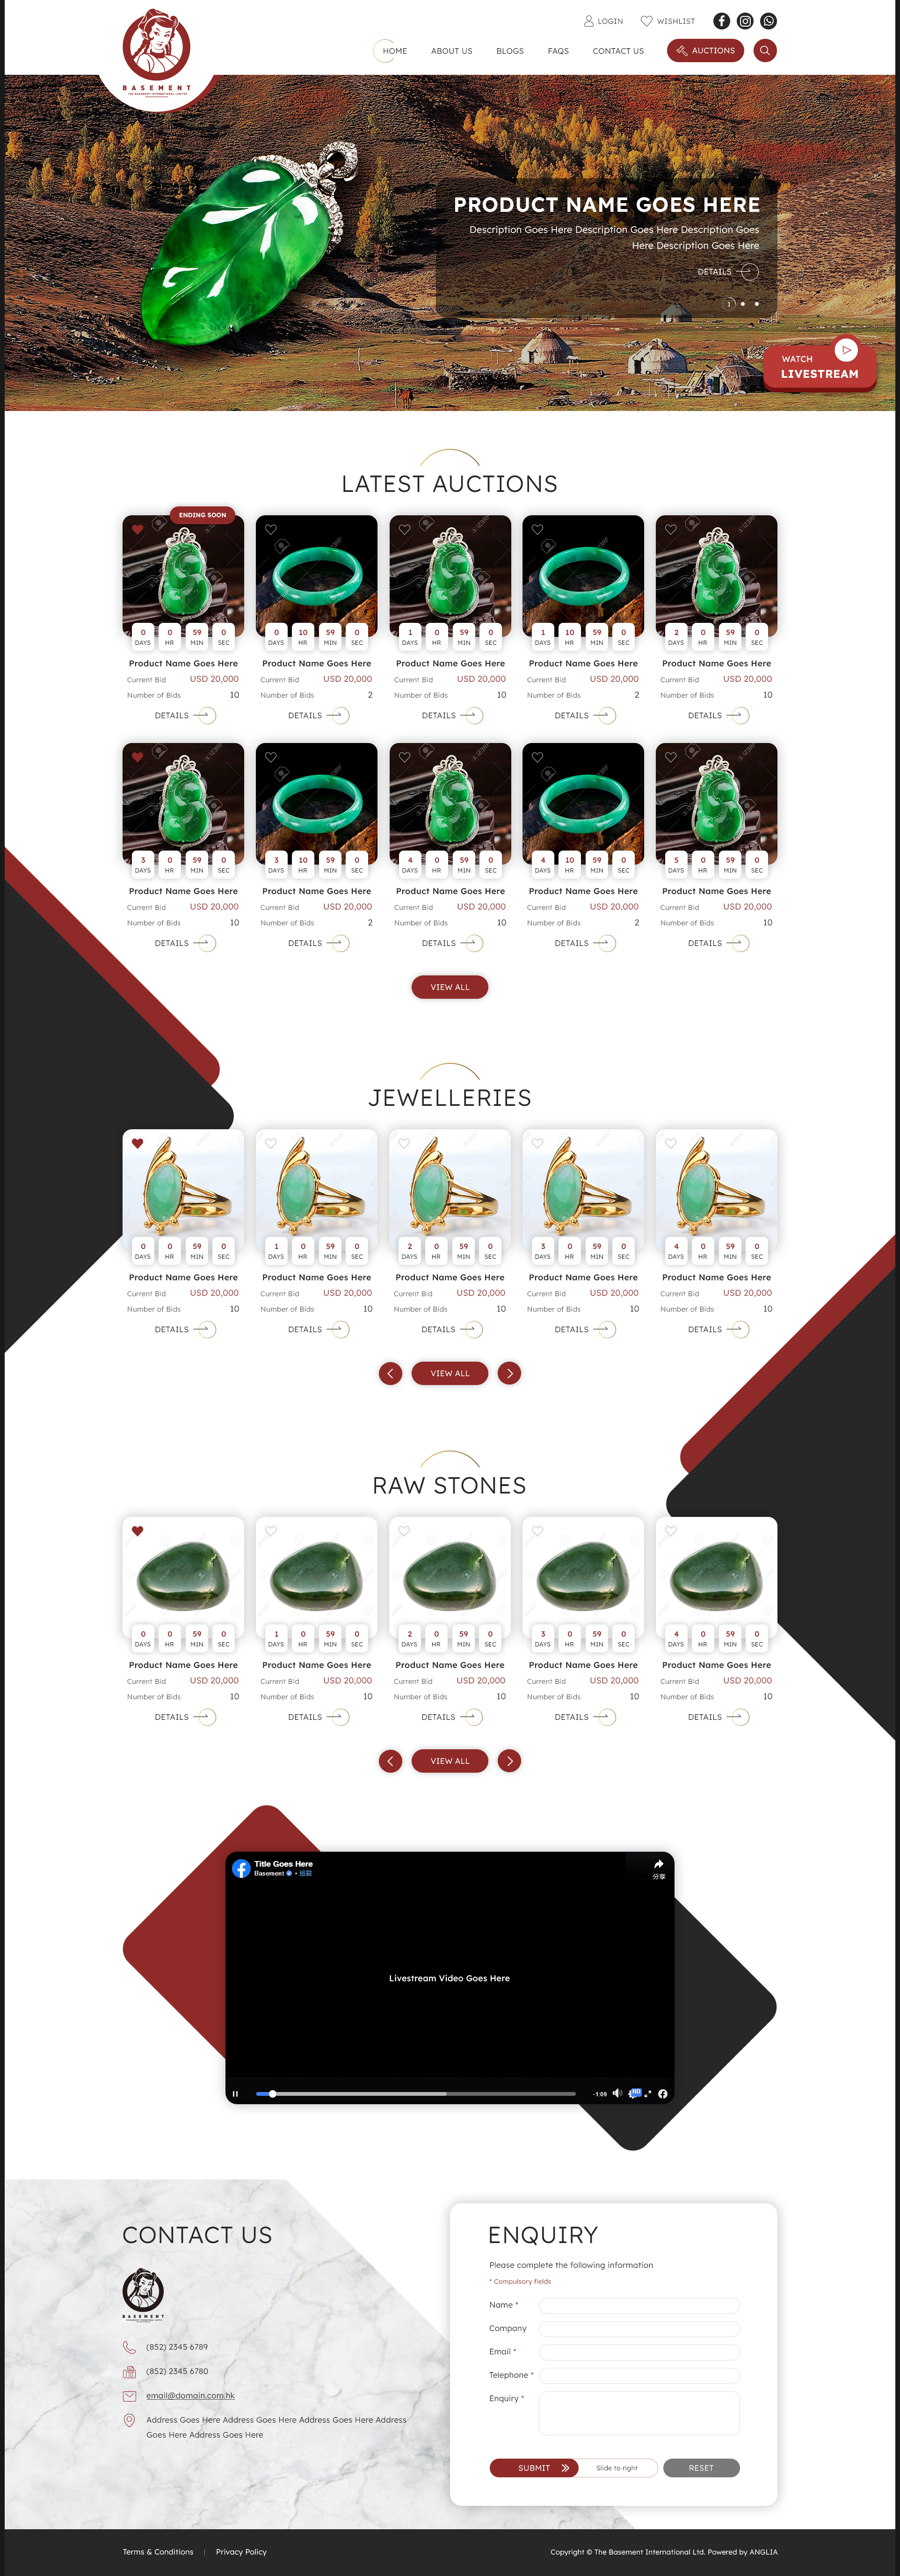 LOGIN
WISHLIST
BASEMENT
THE BASEMENT INTERNATIONAL LIMITED
HOME
ABOUT US
BLOGS
FAQS
CONTACT US
AUCTIONS
PRODUCT NAME GOES HERE
Description Goes Here Description Goes Here Description Goes
Here Description Goes Here
DETAILS
1
WATCH
LIVESTREAM
LATEST AUCTIONS
ENDING SOON
0 0 59 0 0 10 59 0 1 0 59 0 1 10 59 0 2 0 59 0
DAYS HR MIN SEC DAYS HR MIN SEC DAYS HR MIN SEC DAYS HR MIN SEC DAYS HR MIN SEC
Product Name Goes Here Product Name Goes Here Product Name Goes Here Product Name Goes Here Product Name Goes Here
Current Bid USD 20,000 Current Bid USD 20,000 Current Bid USD 20,000 Current Bid USD 20,000 Current Bid USD 20,000
Number of Bids 10 Number of Bids 2 Number of Bids 10 Number of Bids 2 Number of Bids 10
DETAILS DETAILS DETAILS DETAILS DETAILS
3 0 59 0 3 10 59 0 4 0 59 0 4 10 59 0 5 0 59 0
DAYS HR MIN SEC DAYS HR MIN SEC DAYS HR MIN SEC DAYS HR MIN SEC DAYS HR MIN SEC
Product Name Goes Here Product Name Goes Here Product Name Goes Here Product Name Goes Here Product Name Goes Here
Current Bid USD 20,000 Current Bid USD 20,000 Current Bid USD 20,000 Current Bid USD 20,000 Current Bid USD 20,000
Number of Bids 10 Number of Bids 2 Number of Bids 10 Number of Bids 2 Number of Bids 10
DETAILS DETAILS DETAILS DETAILS DETAILS
VIEW ALL
JEWELLERIES
0 0 59 0 1 0 59 0 2 0 59 0 3 0 59 0 4 0 59 0
DAYS HR MIN SEC DAYS HR MIN SEC DAYS HR MIN SEC DAYS HR MIN SEC DAYS HR MIN SEC
Product Name Goes Here Product Name Goes Here Product Name Goes Here Product Name Goes Here Product Name Goes Here
Current Bid USD 20,000 Current Bid USD 20,000 Current Bid USD 20,000 Current Bid USD 20,000 Current Bid USD 20,000
Number of Bids 10 Number of Bids 10 Number of Bids 10 Number of Bids 10 Number of Bids 10
DETAILS DETAILS DETAILS DETAILS DETAILS
VIEW ALL
RAW STONES
0 0 59 0 1 0 59 0 2 0 59 0 3 0 59 0 4 0 59 0
DAYS HR MIN SEC DAYS HR MIN SEC DAYS HR MIN SEC DAYS HR MIN SEC DAYS HR MIN SEC
Product Name Goes Here Product Name Goes Here Product Name Goes Here Product Name Goes Here Product Name Goes Here
Current Bid USD 20,000 Current Bid USD 20,000 Current Bid USD 20,000 Current Bid USD 20,000 Current Bid USD 20,000
Number of Bids 10 Number of Bids 10 Number of Bids 10 Number of Bids 10 Number of Bids 10
DETAILS DETAILS DETAILS DETAILS DETAILS
VIEW ALL
Title Goes Here
Basement • 追蹤
分享
Livestream Video Goes Here
-1:09
HD
CONTACT US
BASEMENT
(852) 2345 6789
(852) 2345 6780
email@domain.com.hk
Address Goes Here Address Goes Here Address Goes Here Address
Goes Here Address Goes Here
ENQUIRY
Please complete the following information
* Compulsory fields
Name *
Company
Email *
Telephone *
Enquiry *
SUBMIT
Slide to right
RESET
Terms & Conditions | Privacy Policy
Copyright © The Basement International Ltd. Powered by ANGLIA